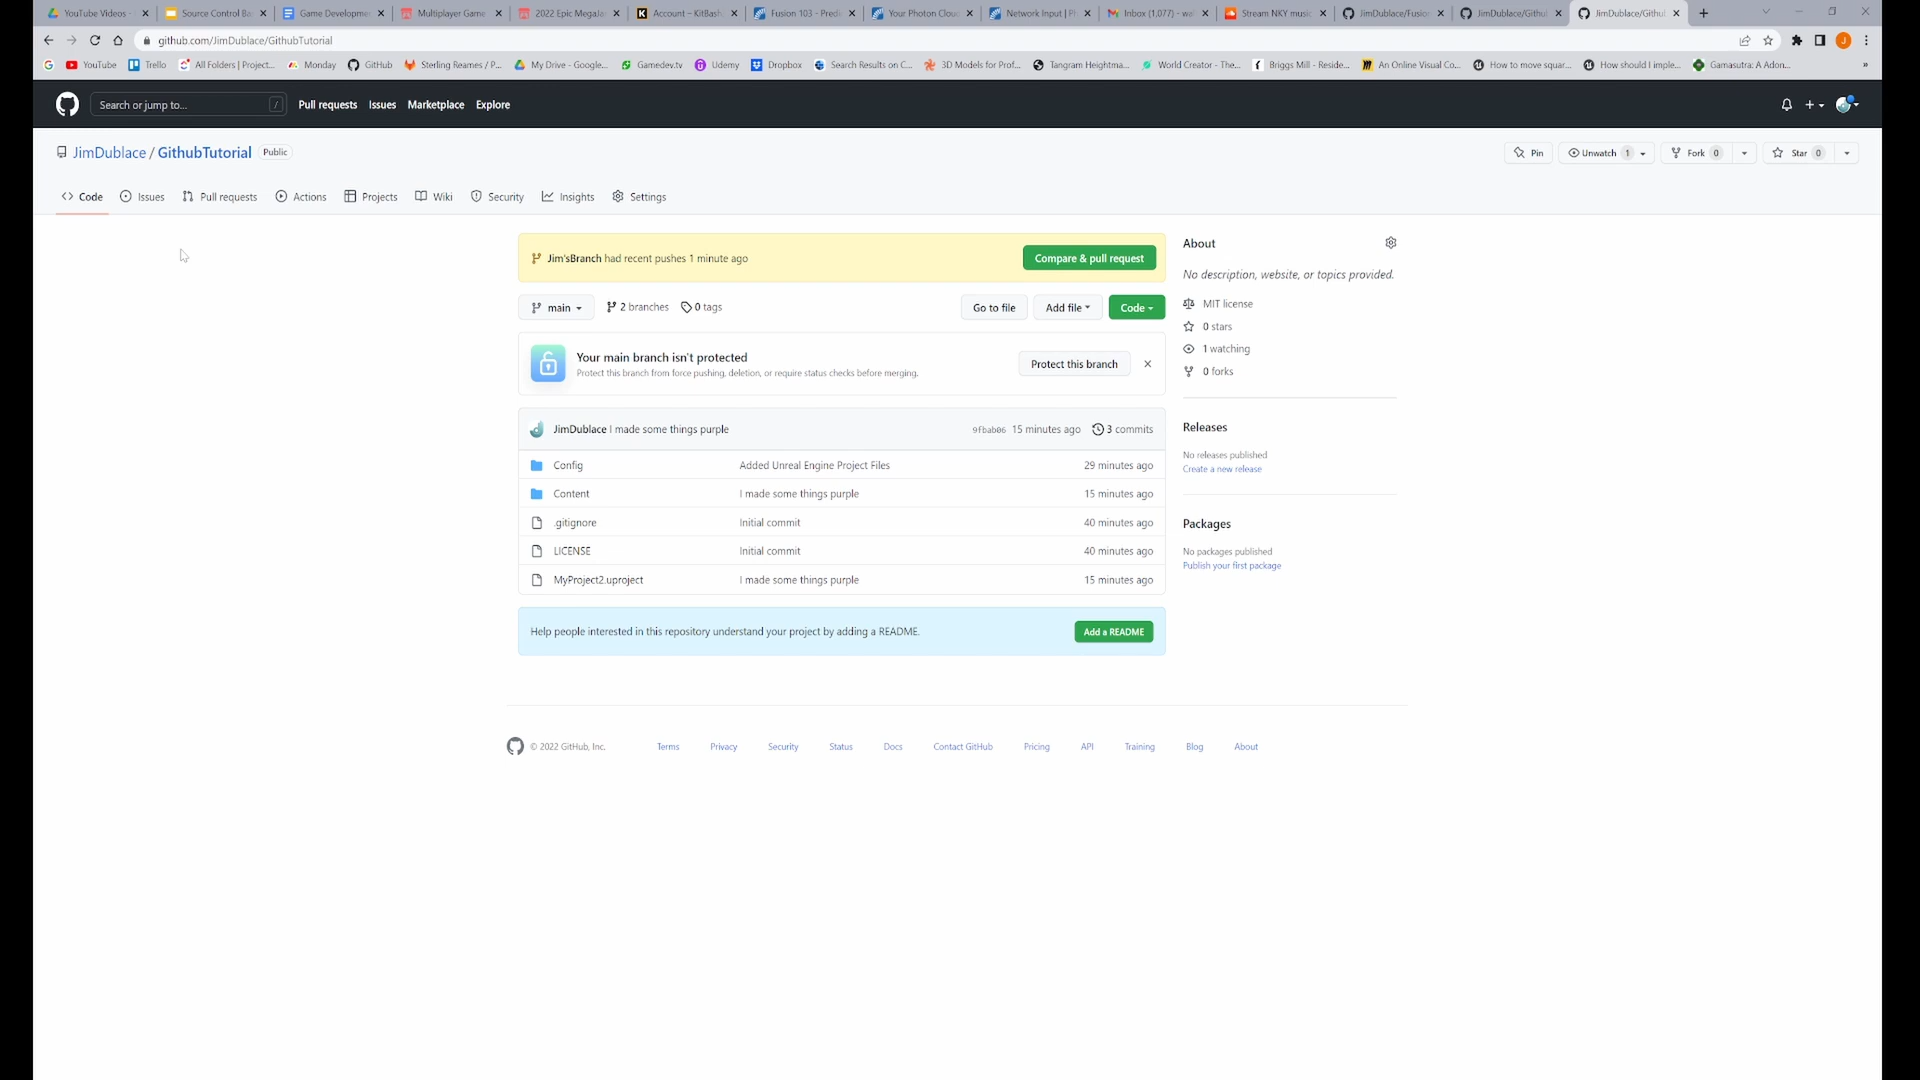 YouTube Videos - Source Control Ba Game Developme Multiplayer Game 2022 Epic MegaJa Account – KitBash Fusion 103 - Predi Your Photon Clou Network Input | Ph Inbox (1,077) - wa Stream NKY music JimDublace/Fusio JimDublace/Githu JimDublace/Githu
github.com/JimDublace/GithubTutorial J
YouTube Trello All Folders | Project... Monday GitHub Sterling Reames / P... My Drive - Google... Gamedev.tv Udemy Dropbox Search Results on C... 3D Models for Prof... Tangram Heightma... World Creator - The... Briggs Mill - Reside... An Online Visual Co... How to move squar... How should I imple... Gamasutra: A Adon... »
Search or jump to... / Pull requests Issues Marketplace Explore
JimDublace / GithubTutorial Public Pin Unwatch 1 Fork 0 Star 0
Code Issues Pull requests Actions Projects Wiki Security Insights Settings
Jim'sBranch had recent pushes 1 minute ago Compare & pull request
main 2 branches 0 tags Go to file Add file Code
Your main branch isn't protected
Protect this branch from force pushing, deletion, or require status checks before merging.
Protect this branch
JimDublace I made some things purple 9fbab06 15 minutes ago 3 commits
Config Added Unreal Engine Project Files 29 minutes ago
Content I made some things purple 15 minutes ago
.gitignore Initial commit 40 minutes ago
LICENSE Initial commit 40 minutes ago
MyProject2.uproject I made some things purple 15 minutes ago
Help people interested in this repository understand your project by adding a README. Add a README
About
No description, website, or topics provided.
MIT license
0 stars
1 watching
0 forks
Releases
No releases published
Create a new release
Packages
No packages published
Publish your first package
© 2022 GitHub, Inc. Terms Privacy Security Status Docs Contact GitHub Pricing API Training Blog About